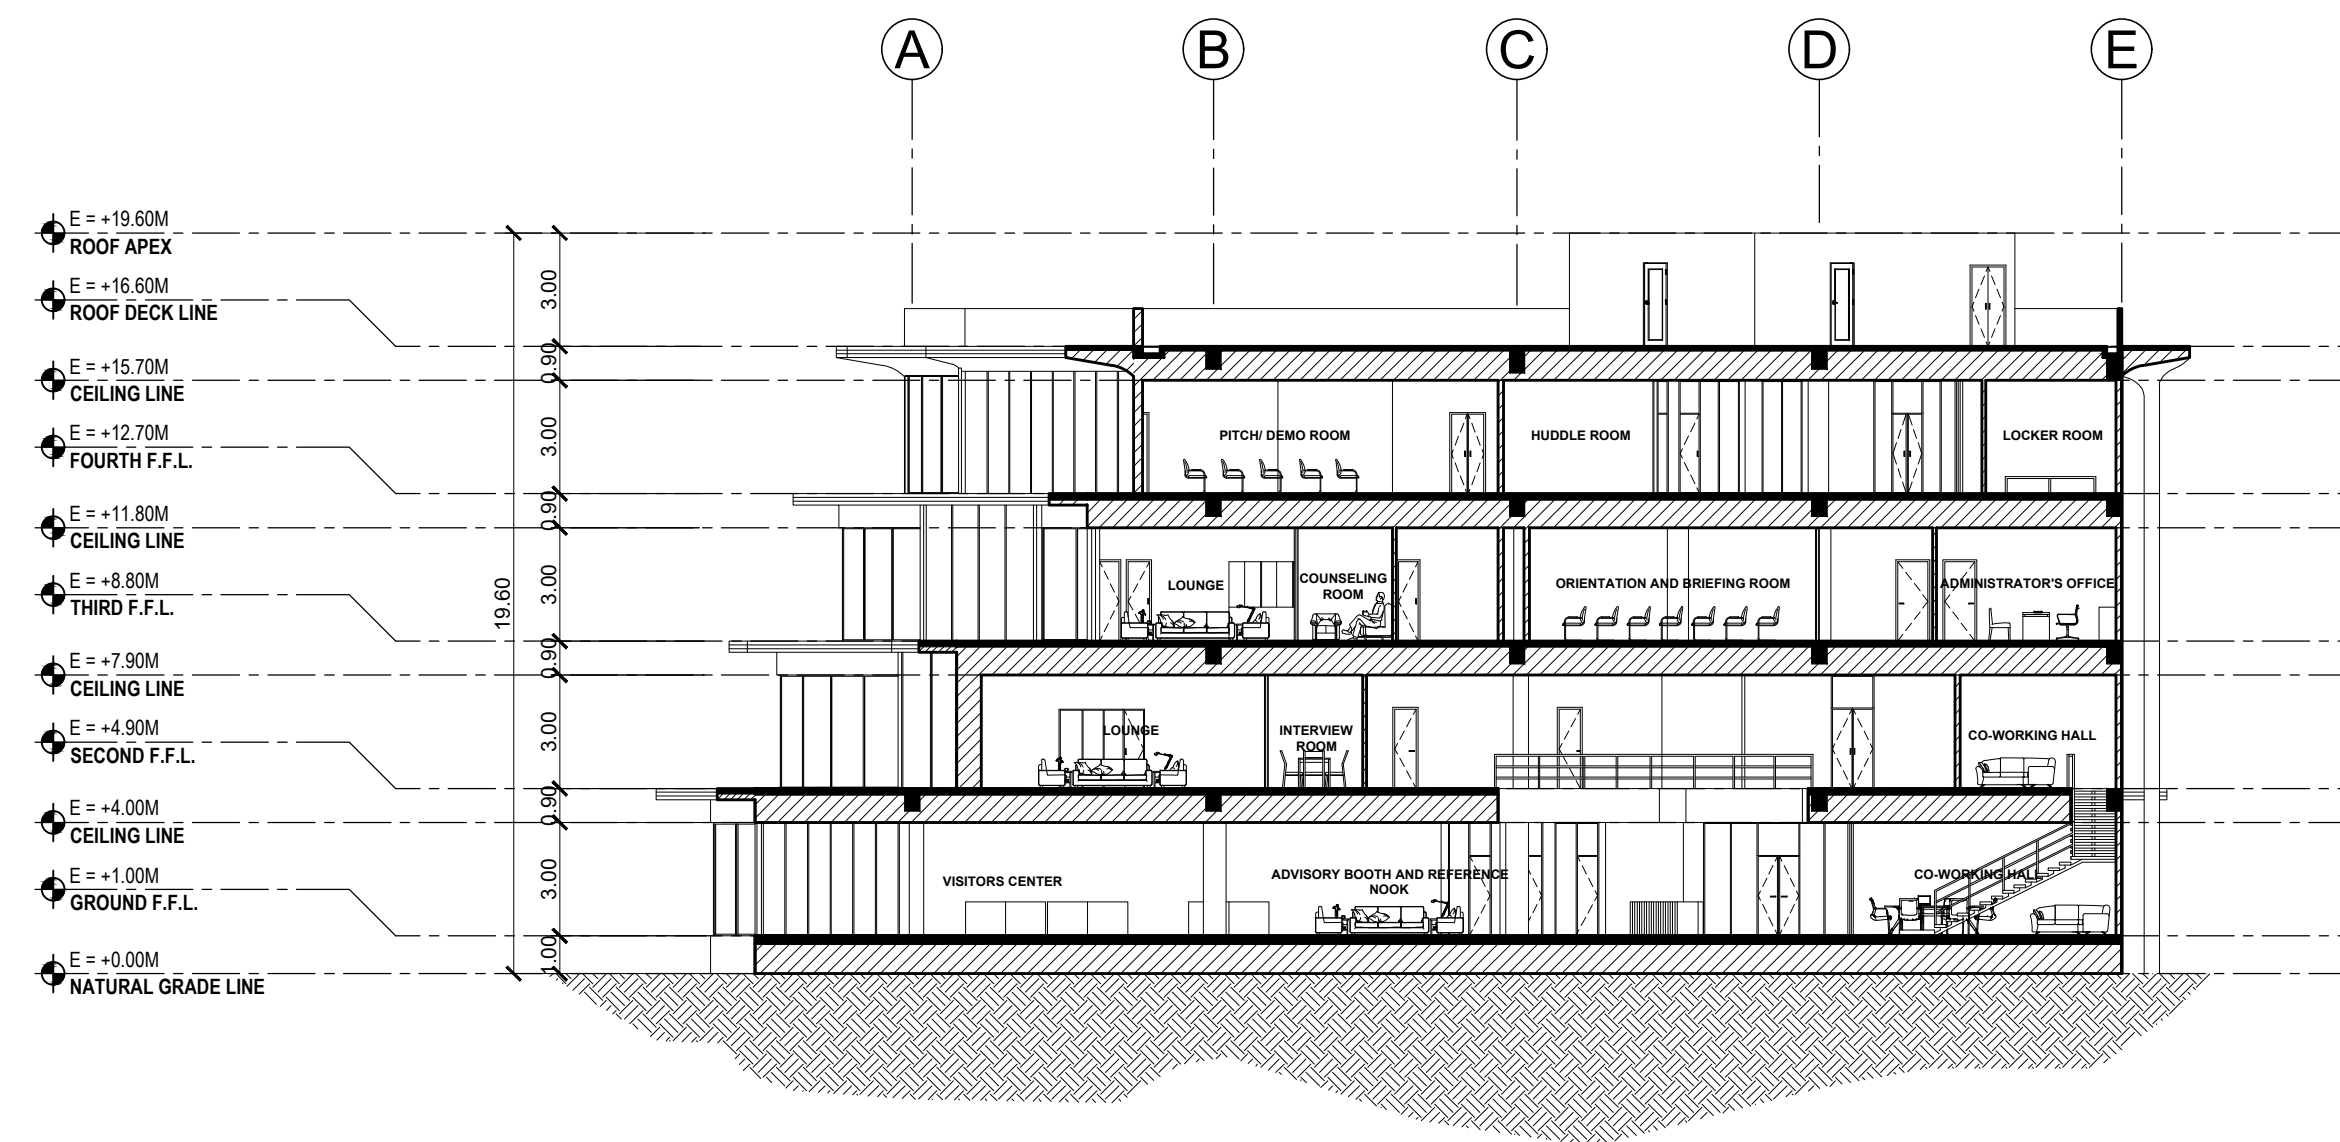 A B C D E
E = +19.60M
ROOF APEX
E = +16.60M
ROOF DECK LINE
E = +15.70M
CEILING LINE
E = +12.70M
FOURTH F.F.L.
E = +11.80M
CEILING LINE
E = +8.80M
THIRD F.F.L.
E = +7.90M
CEILING LINE
E = +4.90M
SECOND F.F.L.
E = +4.00M
CEILING LINE
E = +1.00M
GROUND F.F.L.
E = +0.00M
NATURAL GRADE LINE
19.60
3.00
0.90
3.00
0.90
3.00
0.90
3.00
0.90
3.00
1.00
PITCH/ DEMO ROOM
HUDDLE ROOM
LOCKER ROOM
LOUNGE
COUNSELING
ROOM
ORIENTATION AND BRIEFING ROOM
ADMINISTRATOR'S OFFICE
LOUNGE
INTERVIEW
ROOM
CO-WORKING HALL
VISITORS CENTER
ADVISORY BOOTH AND REFERENCE
NOOK
CO-WORKING HALL